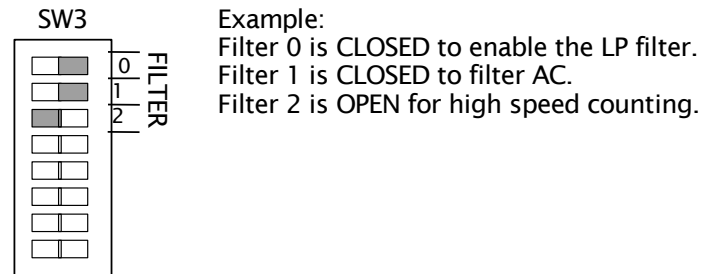 SW3
0
1
2
FILTER
Example:
Filter 0 is CLOSED to enable the LP filter.
Filter 1 is CLOSED to filter AC.
Filter 2 is OPEN for high speed counting.